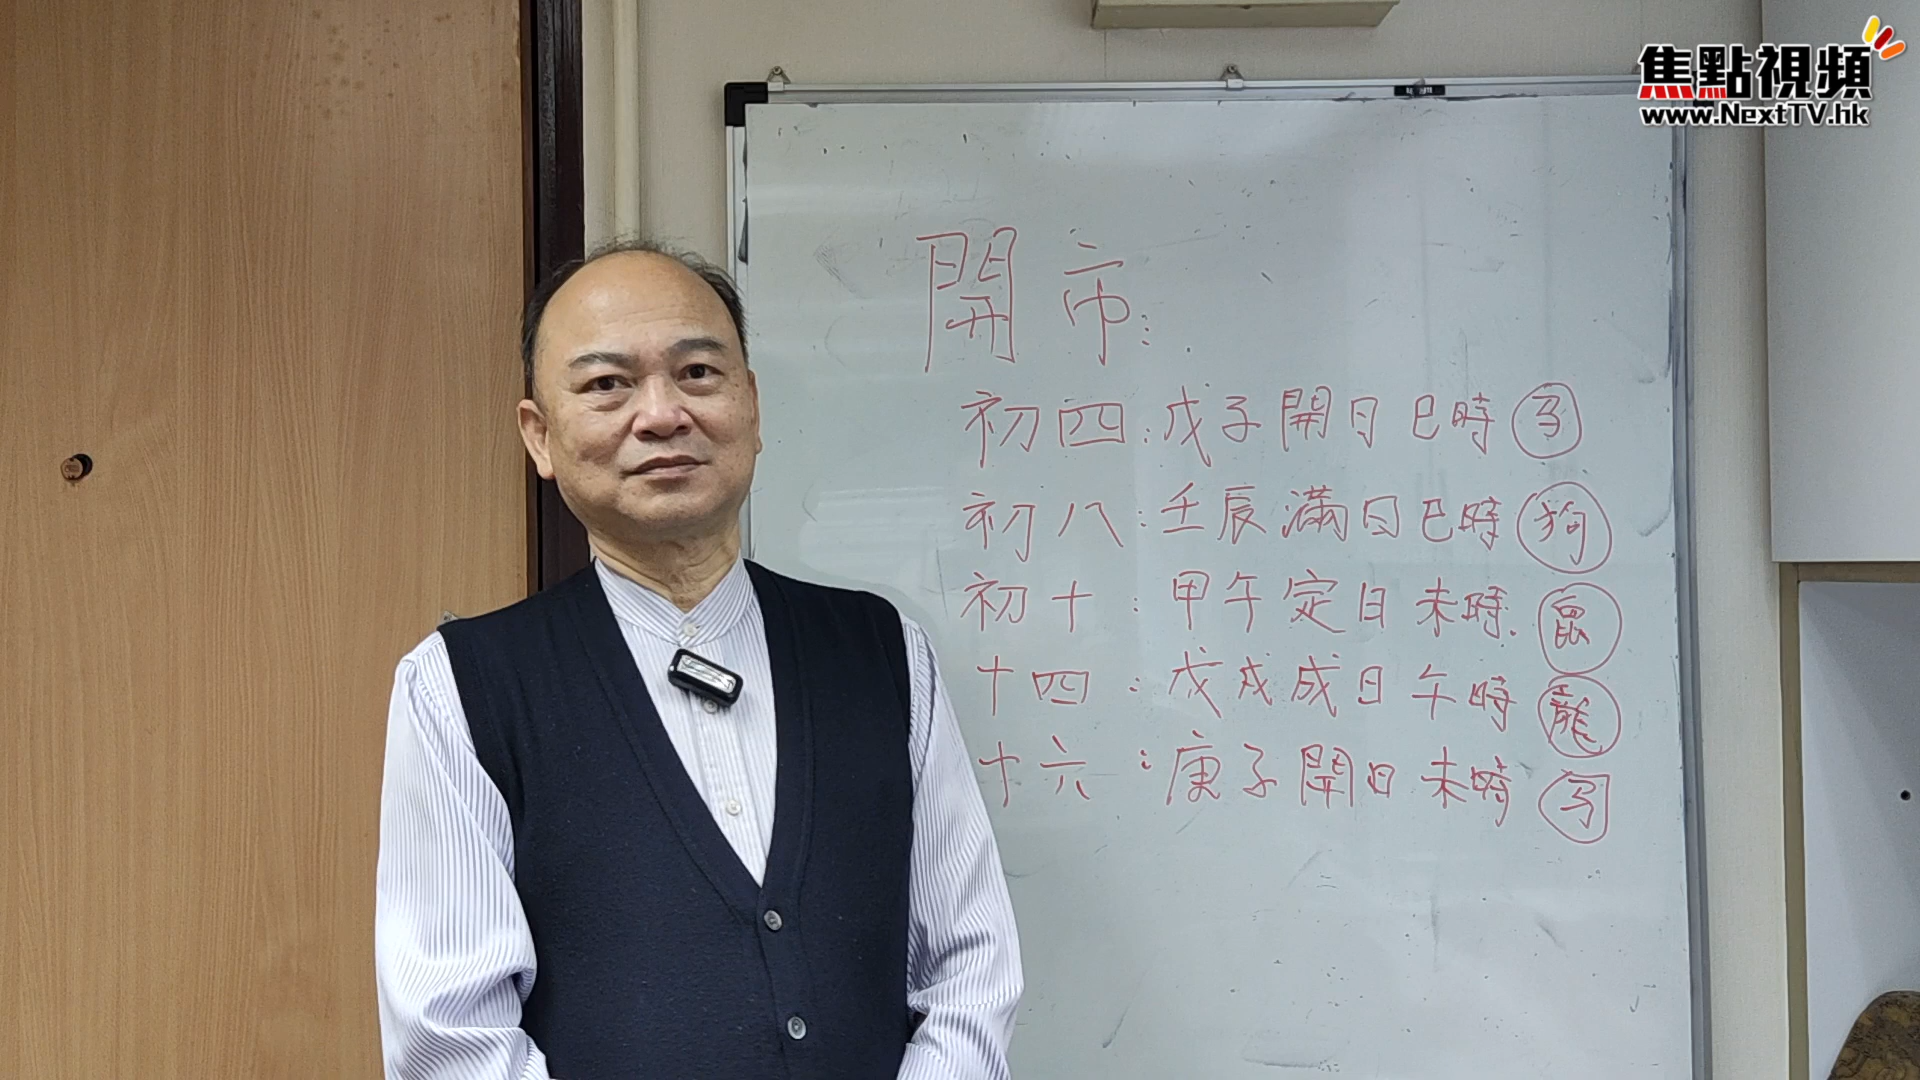 焦點視頻
www.NextTV.hk
開市：
初四：戊子開日巳時 马
初八：壬辰滿日巳時 狗
初十：甲午定日未時. 鼠
十四：戊戌成日午時 龍
十六：庚子開日未時 马